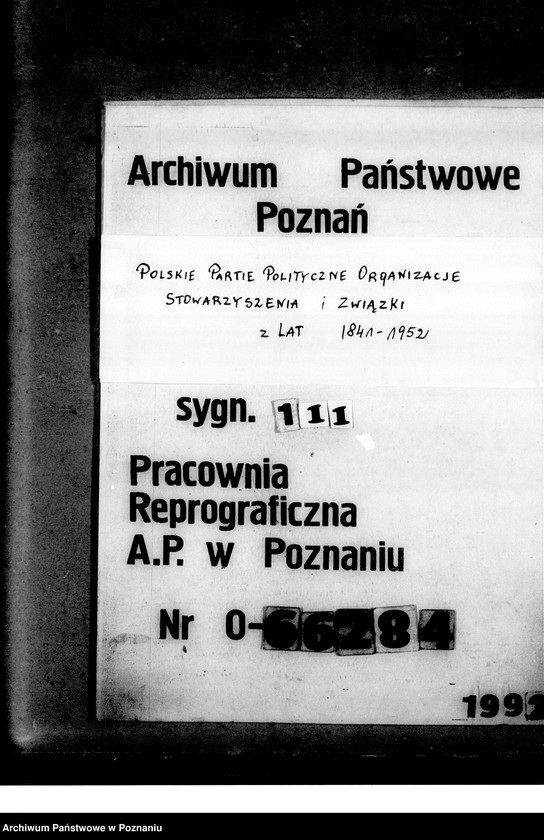 Archiwum Państwowe
Poznań
POLSKIE PARTIE POLITYCZNE ORGANIZACJE
STOWARZYSZENIA i ZWIĄZKI
z LAT 1841-1952
sygn. 1II
Pracownia
Reprograficzna
A.P. w Poznaniu
Nr 0-66284
1992
Archiwum Państwowe w Poznaniu